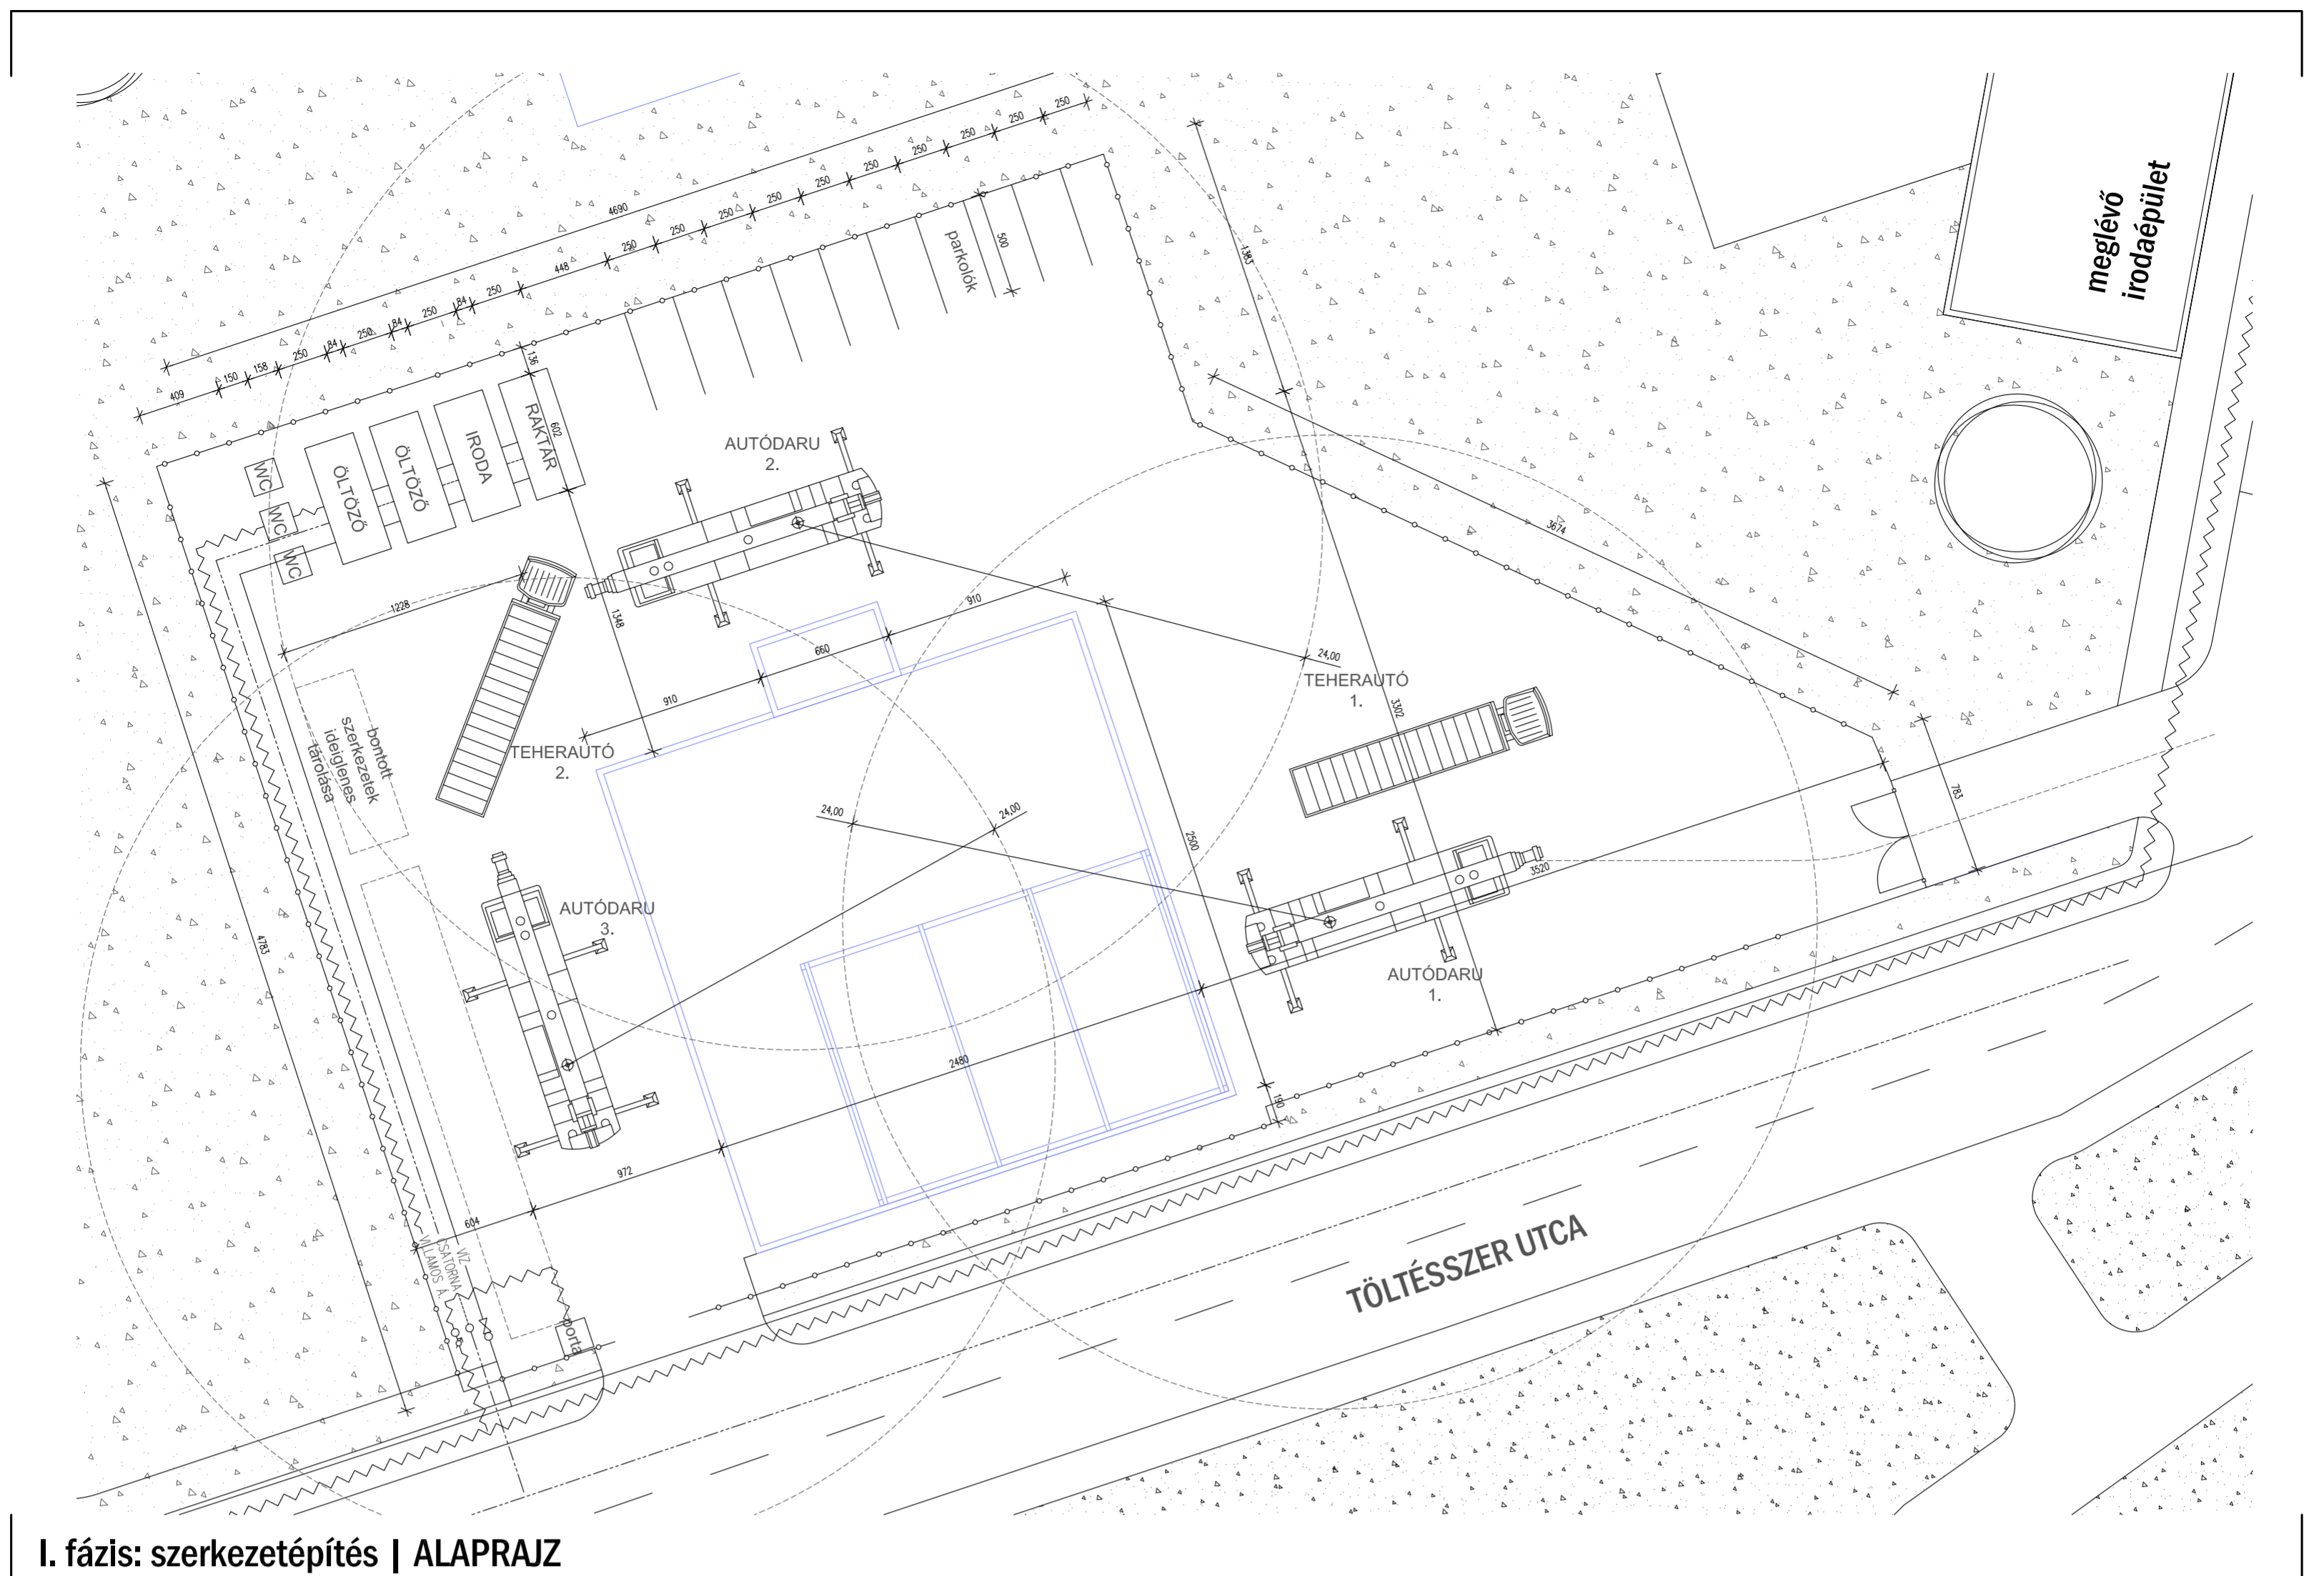 4690
409
150
158
250
84
250
84
250
84
250
448
250
250
250
250
250
250
250
250
250
250
500
parkolók
1383
3674
meglévő
irodaépület
136
602
WC
WC
WC
ÖLTÖZŐ
ÖLTÖZŐ
IRODA
RAKTÁR
AUTÓDARU
2.
1228
1348
910
660
910
24,00
TEHERAUTÓ
1.
3302
783
bontott
szerkezetek
ideiglenes
tárolása
TEHERAUTÓ
2.
24,00
24,00
2500
3520
AUTÓDARU
3.
AUTÓDARU
1.
4783
2480
190
972
604
VÍZ
CSATORNA
VILLAMOS Á.
porta
TÖLTÉSSZER UTCA
I. fázis: szerkezetépítés | ALAPRAJZ